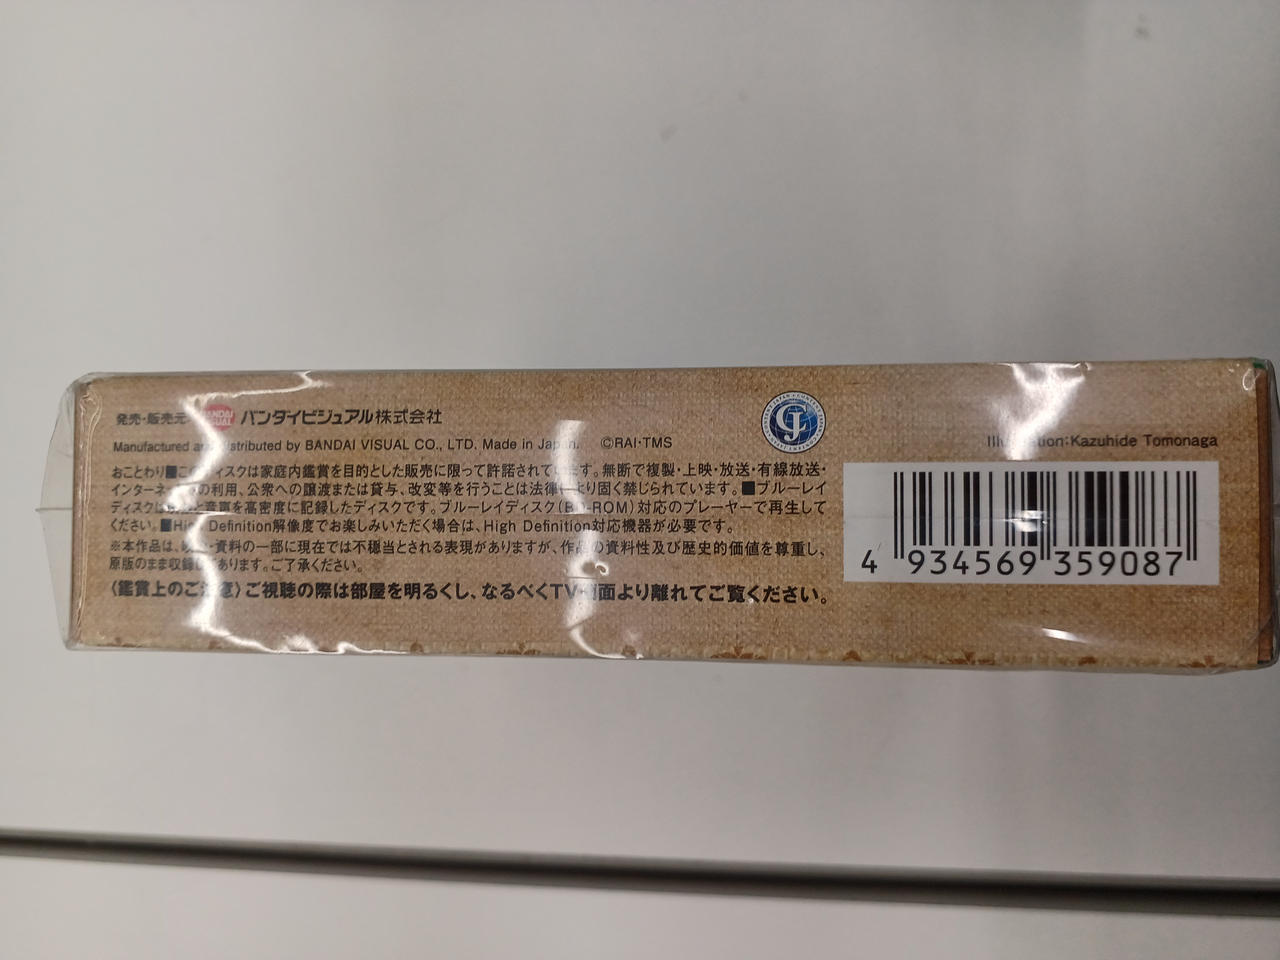 発売・販売元 BANDAI VISUAL バンダイビジュアル株式会社
Manufactured and distributed by BANDAI VISUAL CO., LTD. Made in Japan. ©RAI・TMS
おことわり■このディスクは家庭内鑑賞を目的とした販売に限って許諾されています。無断で複製・上映・放送・有線放送・
インターネットでの利用、公衆への譲渡または貸与、改変等を行うことは法律により固く禁じられています。■ブルーレイ
ディスクは映像と音声を高密度に記録したディスクです。ブルーレイディスク(BD-ROM)対応のプレーヤーで再生して
ください。■High Definition解像度でお楽しみいただく場合は、High Definition対応機器が必要です。
※本作品は、映像・資料の一部に現在では不穏当とされる表現がありますが、作品の資料性及び歴史的価値を尊重し、
原版のまま収録してあります。ご了承ください。
〈鑑賞上のご注意〉ご視聴の際は部屋を明るくし、なるべくTV画面より離れてご覧ください。
Illustration:Kazuhide Tomonaga
4 934569 359087